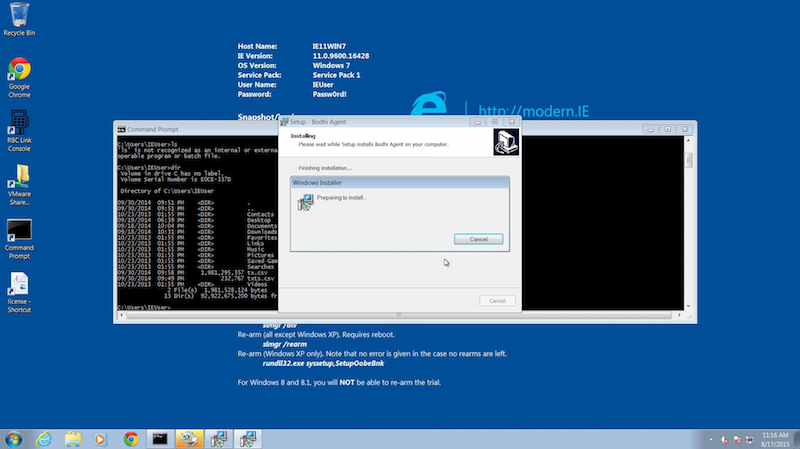 Recycle Bin
Google
Chrome
RBC Link
Console
VMware
Share...
Command
Prompt
license -
Shortcut
Host Name: IE11WIN7
IE Version: 11.0.9600.16428
OS Version: Windows 7
Service Pack: Service Pack 1
User Name: IEUser
Password: Passw0rd!
http://modern.IE
Command Prompt
C:\Users\IEUser>ls
'ls' is not recognized as an internal or exter
operable program or batch file.
C:\Users\IEUser>dir
Volume in drive C has no label.
Volume Serial Number is E0CE-337D
Directory of C:\Users\IEUser
09/30/2014 09:51 PM <DIR> .
09/30/2014 09:51 PM <DIR> ..
10/23/2013 01:55 PM <DIR> Contacts
09/19/2014 06:39 PM <DIR> Desktop
09/18/2014 10:04 PM <DIR> Documents
09/18/2014 10:03 PM <DIR> Downloads
10/23/2013 01:55 PM <DIR> Favorites
10/23/2013 01:55 PM <DIR> Links
10/23/2013 01:55 PM <DIR> Music
10/23/2013 01:55 PM <DIR> Pictures
10/23/2013 01:55 PM <DIR> Saved Game
10/23/2013 01:55 PM <DIR> Searches
09/30/2014 09:58 PM 1,981,295,357 tx.csv
09/30/2014 09:49 PM 232,767 txts.csv
10/23/2013 01:55 PM <DIR> Videos
2 File(s) 1,981,528,124 bytes
13 Dir(s) 92,922,675,200 bytes fr
C:\Users\IEUser>
Setup - Bodhi Agent
Installing
Please wait while Setup installs Bodhi Agent on your computer.
Finishing installation...
Windows Installer
Preparing to install...
Cancel
Cancel
slmgr /dlv
Re-arm (all except Windows XP). Requires reboot.
slmgr /rearm
Re-arm (Windows XP only). Note that no error is given in the case no rearms are left.
rundll32.exe syssetup,SetupOobeBnk
For Windows 8 and 8.1, you will NOT be able to re-arm the trial.
11:16 AM
8/17/2015